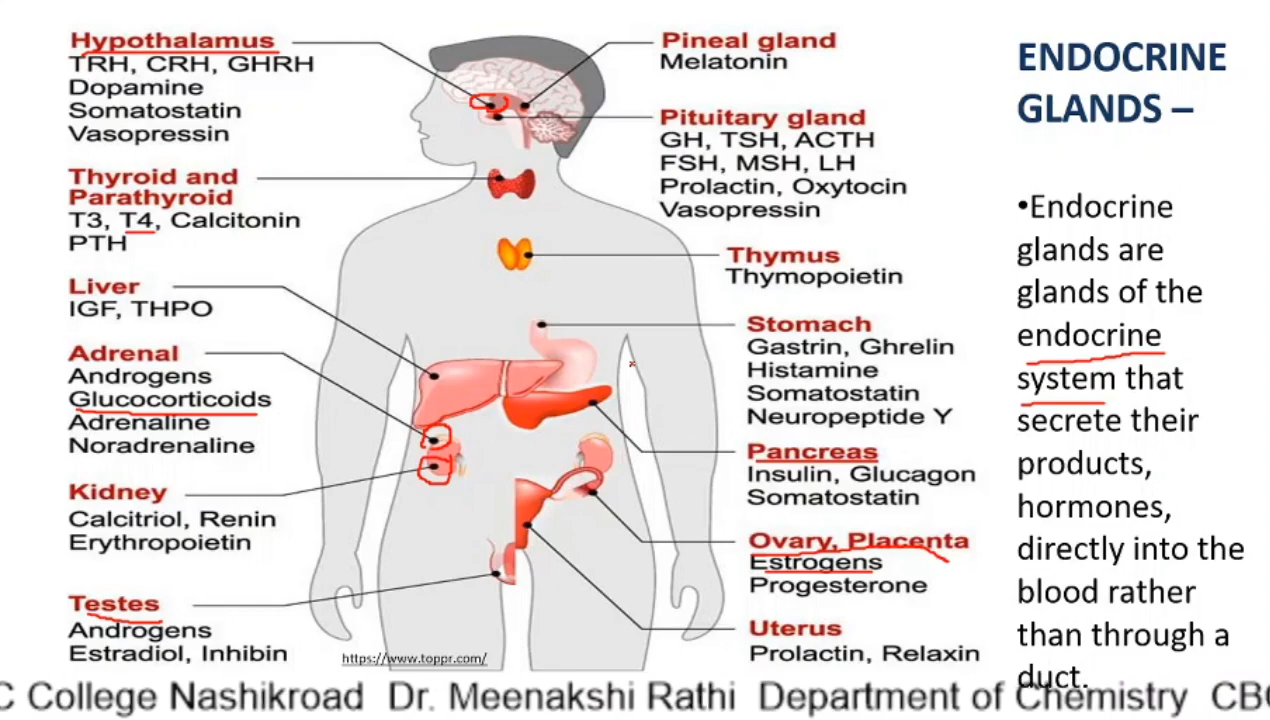 Hypothalamus
TRH, CRH, GHRH
Dopamine
Somatostatin
Vasopressin
Thyroid and
Parathyroid
T3, T4, Calcitonin
PTH
Liver
IGF, THPO
Adrenal
Androgens
Glucocorticoids
Adrenaline
Noradrenaline
Kidney
Calcitriol, Renin
Erythropoietin
Testes
Androgens
Estradiol, Inhibin
Pineal gland
Melatonin
Pituitary gland
GH, TSH, ACTH
FSH, MSH, LH
Prolactin, Oxytocin
Vasopressin
Thymus
Thymopoietin
Stomach
Gastrin, Ghrelin
Histamine
Somatostatin
Neuropeptide Y
Pancreas
Insulin, Glucagon
Somatostatin
Ovary, Placenta
Estrogens
Progesterone
Uterus
Prolactin, Relaxin
https://www.toppr.com/
ENDOCRINE
GLANDS –
•Endocrine
glands are
glands of the
endocrine
system that
secrete their
products,
hormones,
directly into the
blood rather
than through a
duct.
C College Nashikroad Dr. Meenakshi Rathi Department of Chemistry CBC